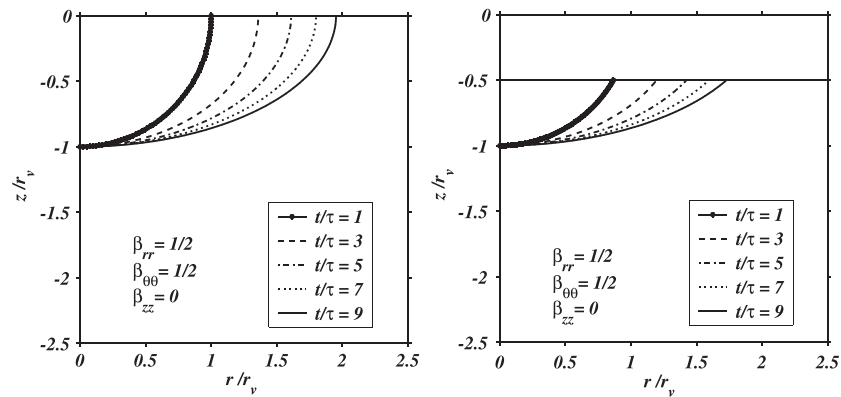 0
-0.5
-1
-1.5
-2
-2.5
z/r_v
0 0.5 1 1.5 2 2.5
r /r_v
β_rr = 1/2
β_θθ = 1/2
β_zz = 0
t/τ = 1
t/τ = 3
t/τ = 5
t/τ = 7
t/τ = 9
0
-0.5
-1
-1.5
-2
-2.5
z/r_v
0 0.5 1 1.5 2 2.5
r/r_v
β_rr = 1/2
β_θθ = 1/2
β_zz = 0
t/τ = 1
t/τ = 3
t/τ = 5
t/τ = 7
t/τ = 9